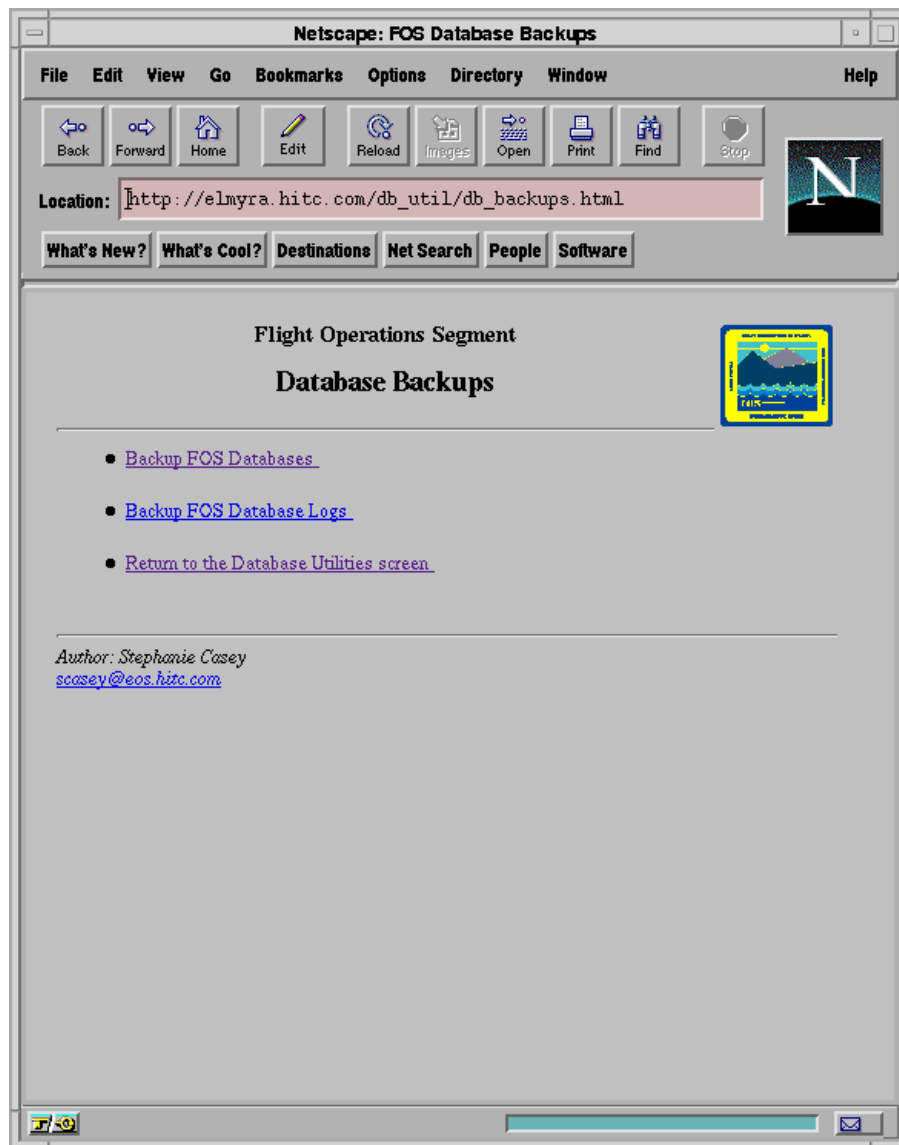 Netscape: FOS Database Backups
File Edit View Go Bookmarks Options Directory Window Help
Back Forward Home Edit Reload Images Open Print Find Stop
N
Location: http://elmyra.hitc.com/db_util/db_backups.html
What's New? What's Cool? Destinations Net Search People Software
Flight Operations Segment
Database Backups
Backup FOS Databases
Backup FOS Database Logs
Return to the Database Utilities screen
Author: Stephanie Casey
scasey@eos.hitc.com